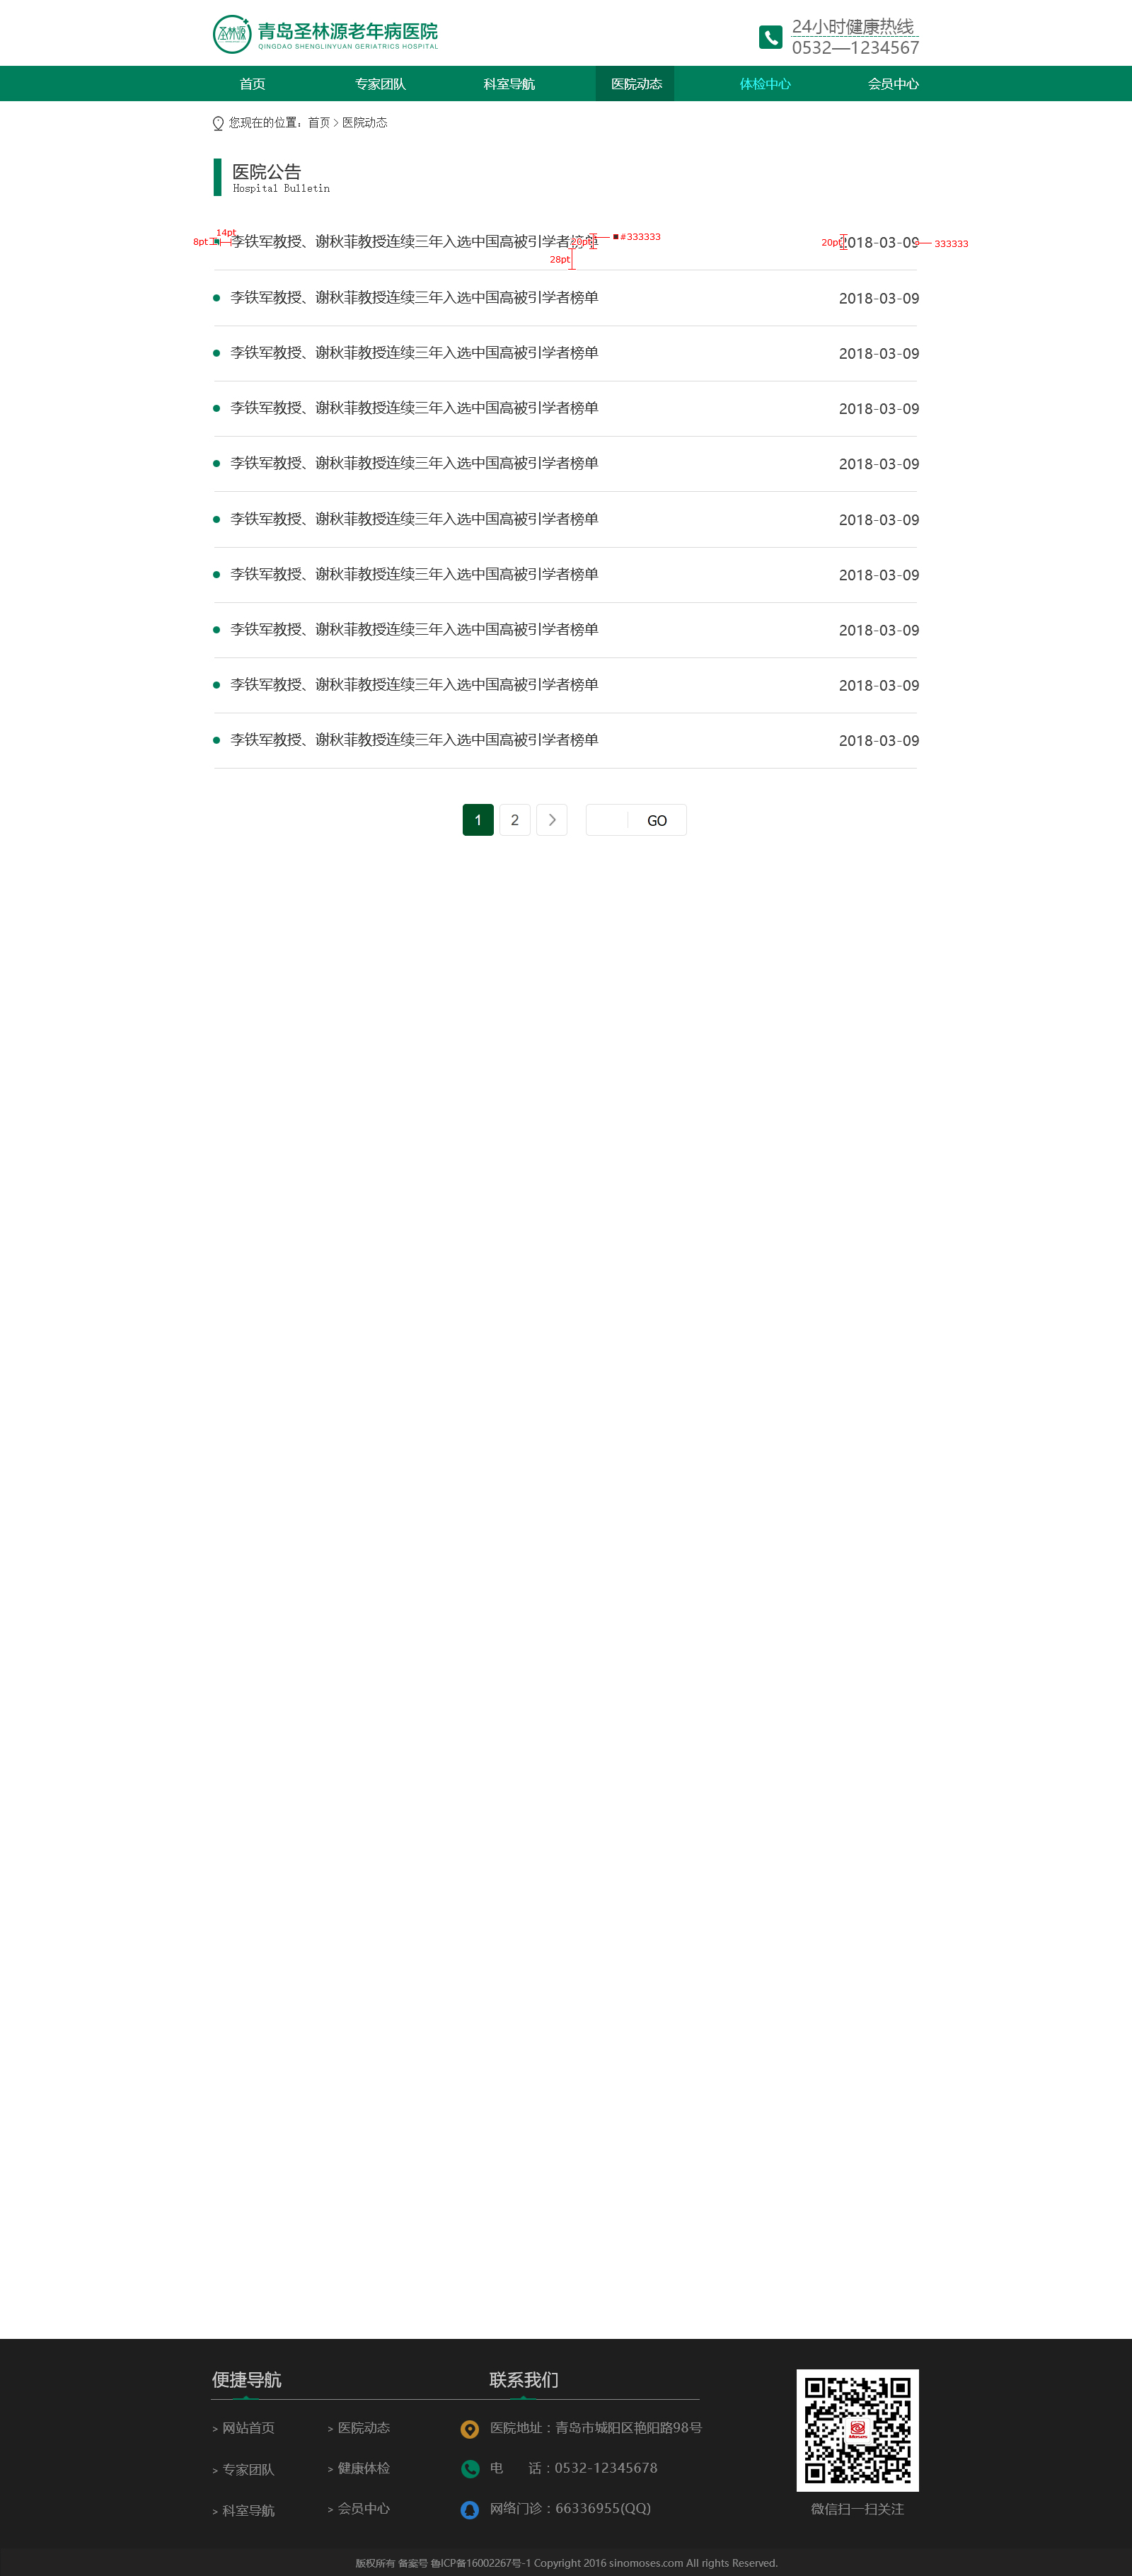 圣林源
青岛圣林源老年病医院
QINGDAO SHENGLINYUAN GERIATRICS HOSPITAL
24小时健康热线
0532—1234567
首页 专家团队 科室导航 医院动态 体检中心 会员中心
您现在的位置：首页 > 医院动态
医院公告
Hospital Bulletin
14pt
8pt
李铁军教授、谢秋菲教授连续三年入选中国高被引学者榜单
20pt
#333333
28pt
20pt
2018-03-09
333333
李铁军教授、谢秋菲教授连续三年入选中国高被引学者榜单 2018-03-09
李铁军教授、谢秋菲教授连续三年入选中国高被引学者榜单 2018-03-09
李铁军教授、谢秋菲教授连续三年入选中国高被引学者榜单 2018-03-09
李铁军教授、谢秋菲教授连续三年入选中国高被引学者榜单 2018-03-09
李铁军教授、谢秋菲教授连续三年入选中国高被引学者榜单 2018-03-09
李铁军教授、谢秋菲教授连续三年入选中国高被引学者榜单 2018-03-09
李铁军教授、谢秋菲教授连续三年入选中国高被引学者榜单 2018-03-09
李铁军教授、谢秋菲教授连续三年入选中国高被引学者榜单 2018-03-09
李铁军教授、谢秋菲教授连续三年入选中国高被引学者榜单 2018-03-09
1 2 > GO
便捷导航 联系我们
> 网站首页 > 医院动态 医院地址：青岛市城阳区艳阳路98号
> 专家团队 > 健康体检 电 话：0532-12345678
> 科室导航 > 会员中心 网络门诊：66336955(QQ)
Moses
微信扫一扫关注
版权所有 备案号 鲁ICP备16002267号-1 Copyright 2016 sinomoses.com All rights Reserved.